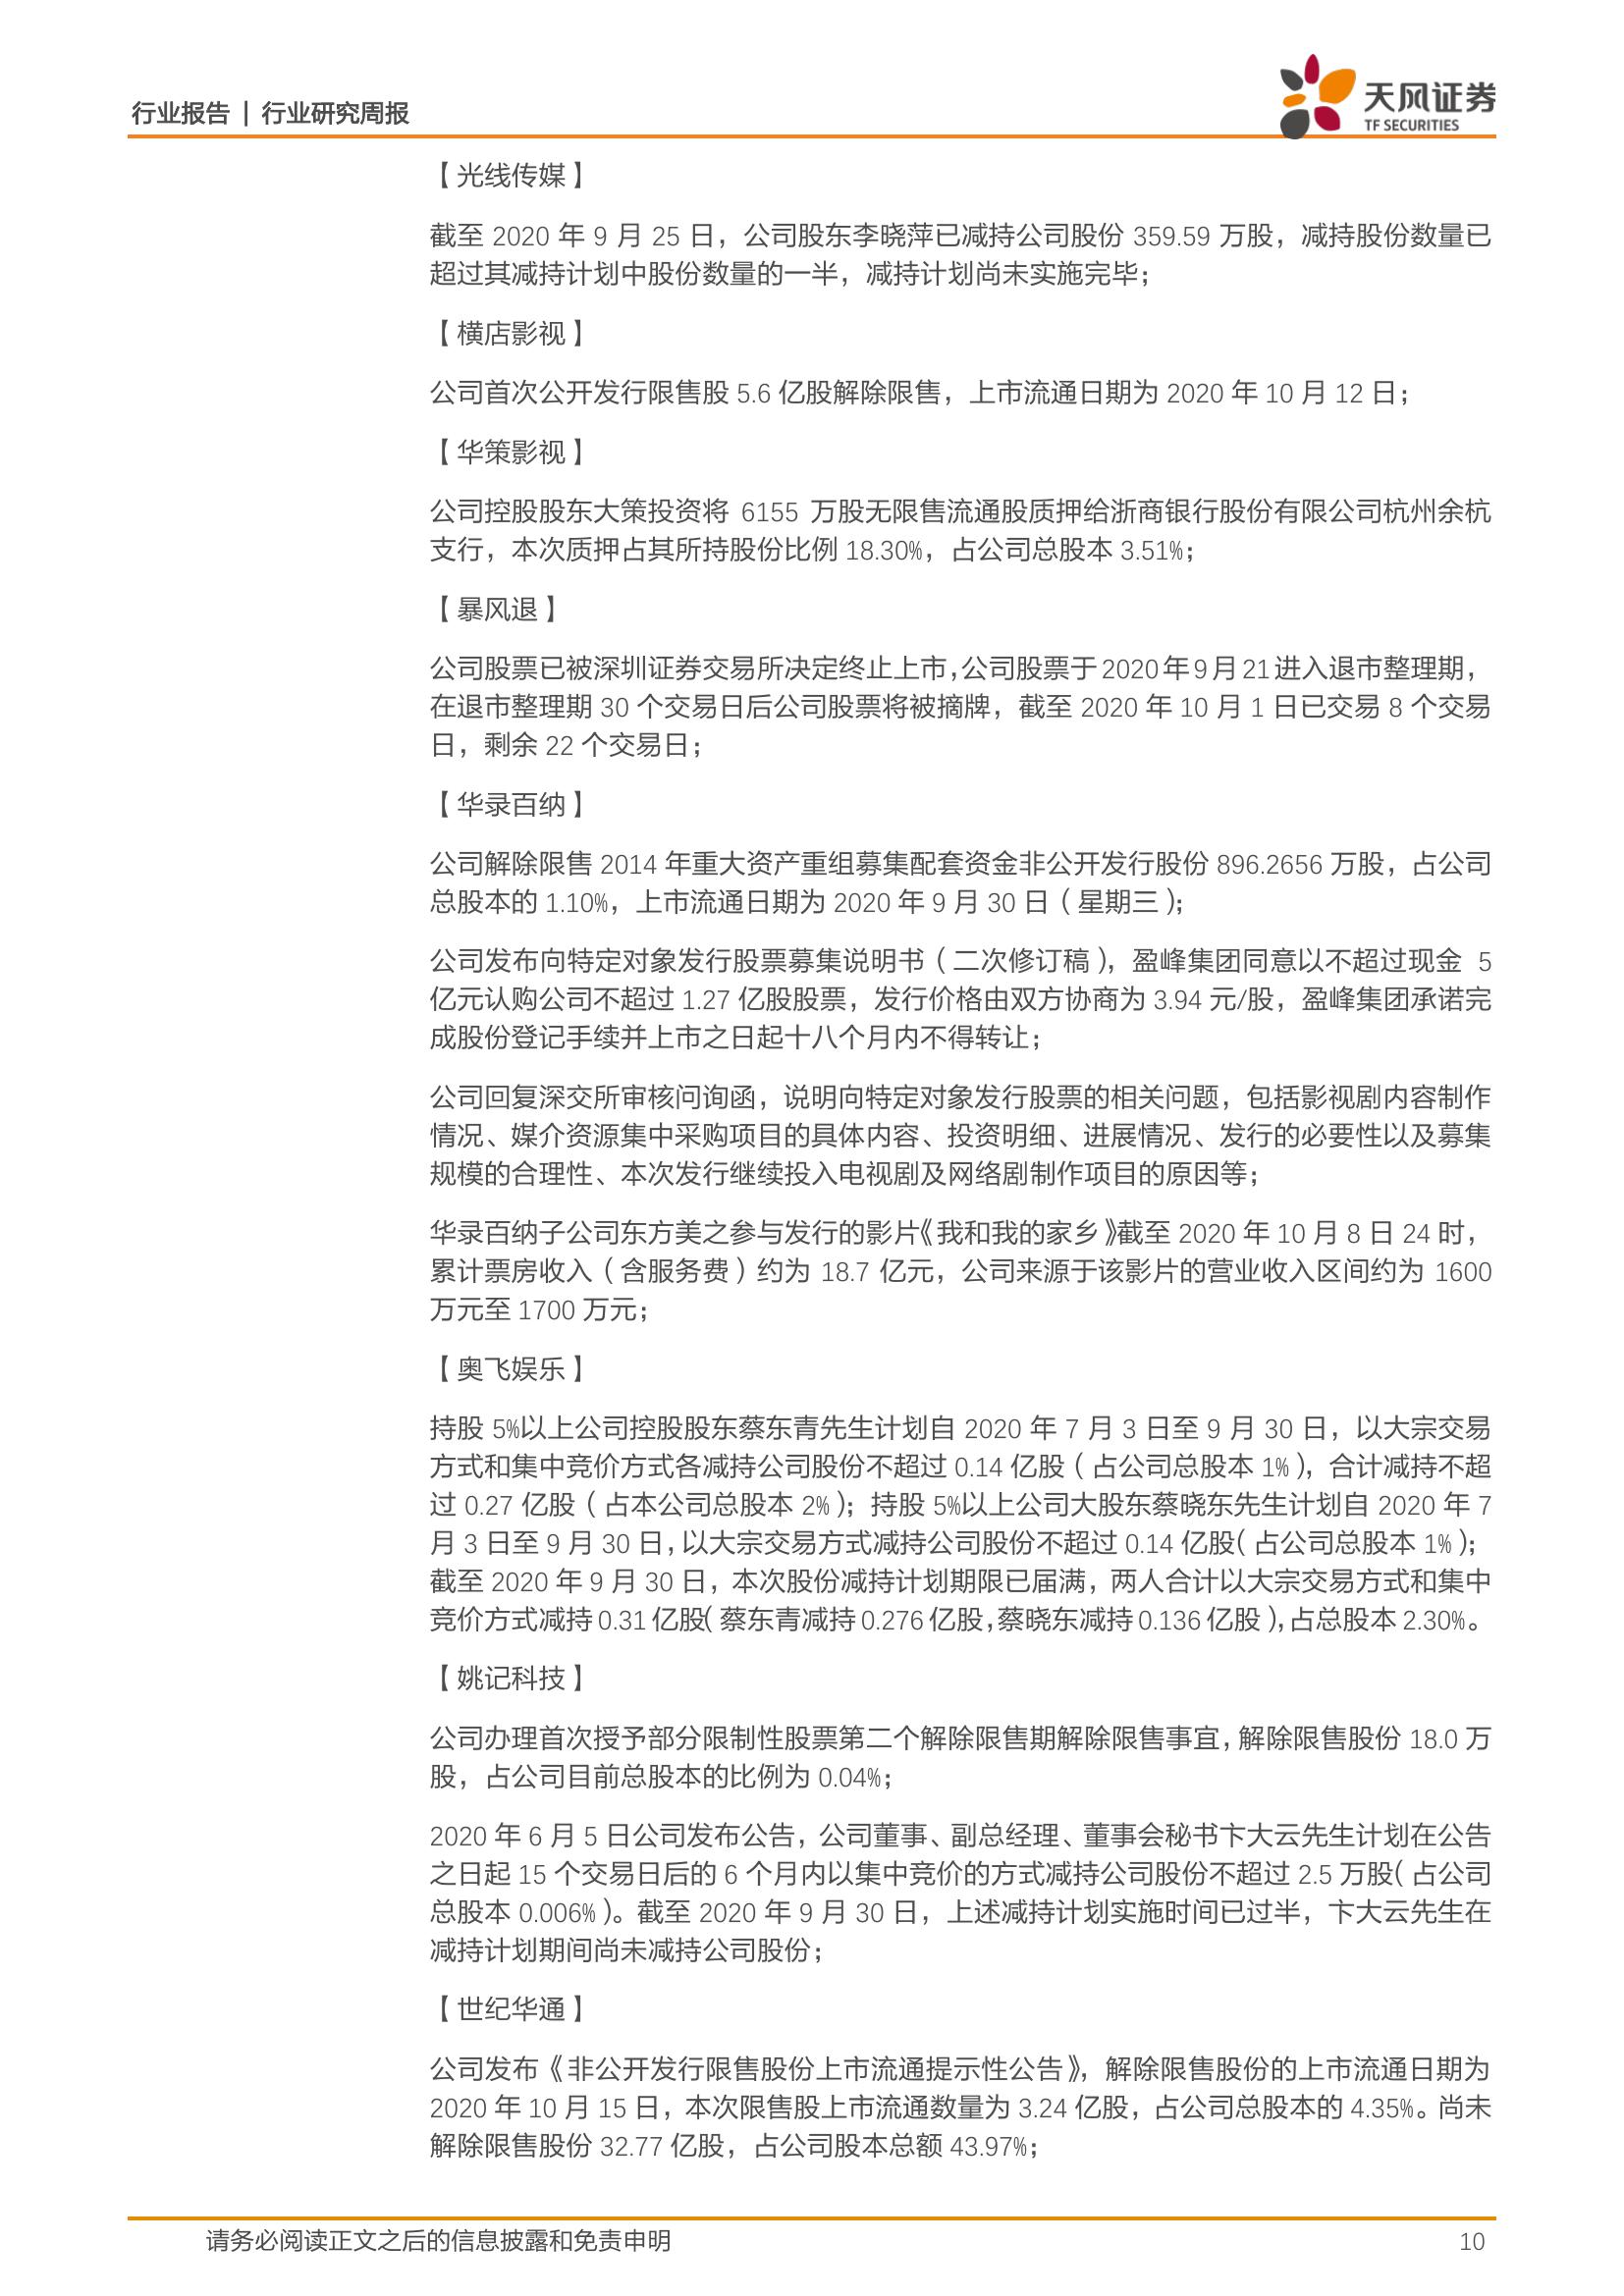 行业报告 | 行业研究周报
天风证券
TF SECURITIES
【光线传媒】
截至 2020 年 9 月 25 日，公司股东李晓萍已减持公司股份 359.59 万股，减持股份数量已
超过其减持计划中股份数量的一半，减持计划尚未实施完毕；
【横店影视】
公司首次公开发行限售股 5.6 亿股解除限售，上市流通日期为 2020 年 10 月 12 日；
【华策影视】
公司控股股东大策投资将 6155 万股无限售流通股质押给浙商银行股份有限公司杭州余杭
支行，本次质押占其所持股份比例 18.30%，占公司总股本 3.51%；
【暴风退】
公司股票已被深圳证券交易所决定终止上市，公司股票于 2020 年 9 月 21 进入退市整理期，
在退市整理期 30 个交易日后公司股票将被摘牌，截至 2020 年 10 月 1 日已交易 8 个交易
日，剩余 22 个交易日；
【华录百纳】
公司解除限售 2014 年重大资产重组募集配套资金非公开发行股份 896.2656 万股，占公司
总股本的 1.10%，上市流通日期为 2020 年 9 月 30 日（星期三）；
公司发布向特定对象发行股票募集说明书（二次修订稿），盈峰集团同意以不超过现金 5
亿元认购公司不超过 1.27 亿股股票，发行价格由双方协商为 3.94 元/股，盈峰集团承诺完
成股份登记手续并上市之日起十八个月内不得转让；
公司回复深交所审核问询函，说明向特定对象发行股票的相关问题，包括影视剧内容制作
情况、媒介资源集中采购项目的具体内容、投资明细、进展情况、发行的必要性以及募集
规模的合理性、本次发行继续投入电视剧及网络剧制作项目的原因等；
华录百纳子公司东方美之参与发行的影片《我和我的家乡》截至 2020 年 10 月 8 日 24 时，
累计票房收入（含服务费）约为 18.7 亿元，公司来源于该影片的营业收入区间约为 1600
万元至 1700 万元；
【奥飞娱乐】
持股 5%以上公司控股股东蔡东青先生计划自 2020 年 7 月 3 日至 9 月 30 日，以大宗交易
方式和集中竞价方式各减持公司股份不超过 0.14 亿股（占公司总股本 1%），合计减持不超
过 0.27 亿股（占本公司总股本 2%）；持股 5%以上公司大股东蔡晓东先生计划自 2020 年 7
月 3 日至 9 月 30 日，以大宗交易方式减持公司股份不超过 0.14 亿股（占公司总股本 1%）；
截至 2020 年 9 月 30 日，本次股份减持计划期限已届满，两人合计以大宗交易方式和集中
竞价方式减持 0.31 亿股（蔡东青减持 0.276 亿股，蔡晓东减持 0.136 亿股），占总股本 2.30%。
【姚记科技】
公司办理首次授予部分限制性股票第二个解除限售期解除限售事宜，解除限售股份 18.0 万
股，占公司目前总股本的比例为 0.04%；
2020 年 6 月 5 日公司发布公告，公司董事、副总经理、董事会秘书卞大云先生计划在公告
之日起 15 个交易日后的 6 个月内以集中竞价的方式减持公司股份不超过 2.5 万股（占公司
总股本 0.006%）。截至 2020 年 9 月 30 日，上述减持计划实施时间已过半，卞大云先生在
减持计划期间尚未减持公司股份；
【世纪华通】
公司发布《非公开发行限售股份上市流通提示性公告》，解除限售股份的上市流通日期为
2020 年 10 月 15 日，本次限售股上市流通数量为 3.24 亿股，占公司总股本的 4.35%。尚未
解除限售股份 32.77 亿股，占公司股本总额 43.97%；
请务必阅读正文之后的信息披露和免责申明
10